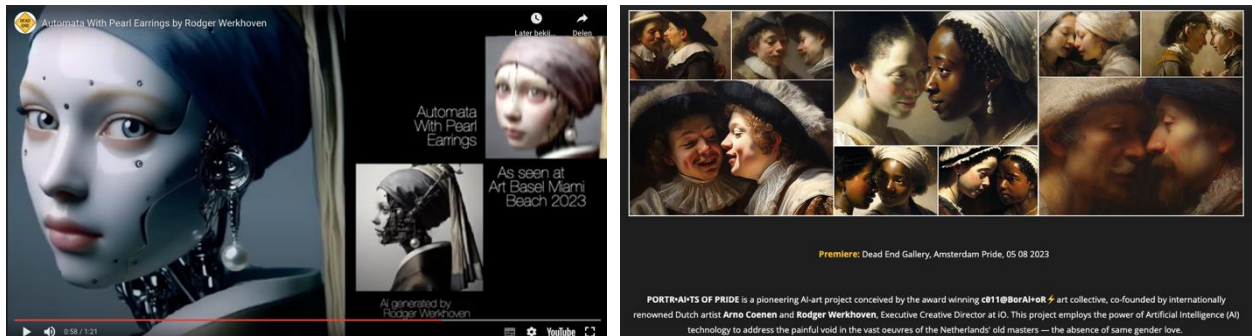 DEAD END
Automata With Pearl Earrings by Rodger Werkhoven
Later bekij...
Delen
Automata
With Pearl
Earrings
As seen at
Art Basel Miami
Beach 2023
AI generated by
Rodger Werkhoven
0:58 / 1:21
YouTube
Premiere: Dead End Gallery, Amsterdam Pride, 05 08 2023
PORTR•AI•TS OF PRIDE is a pioneering AI-art project conceived by the award winning c011@BorAI+oR⚡art collective, co-founded by internationally
renowned Dutch artist Arno Coenen and Rodger Werkhoven, Executive Creative Director at iO. This project employs the power of Artificial Intelligence (AI)
technology to address the painful void in the vast oeuvres of the Netherlands' old masters — the absence of same gender love.